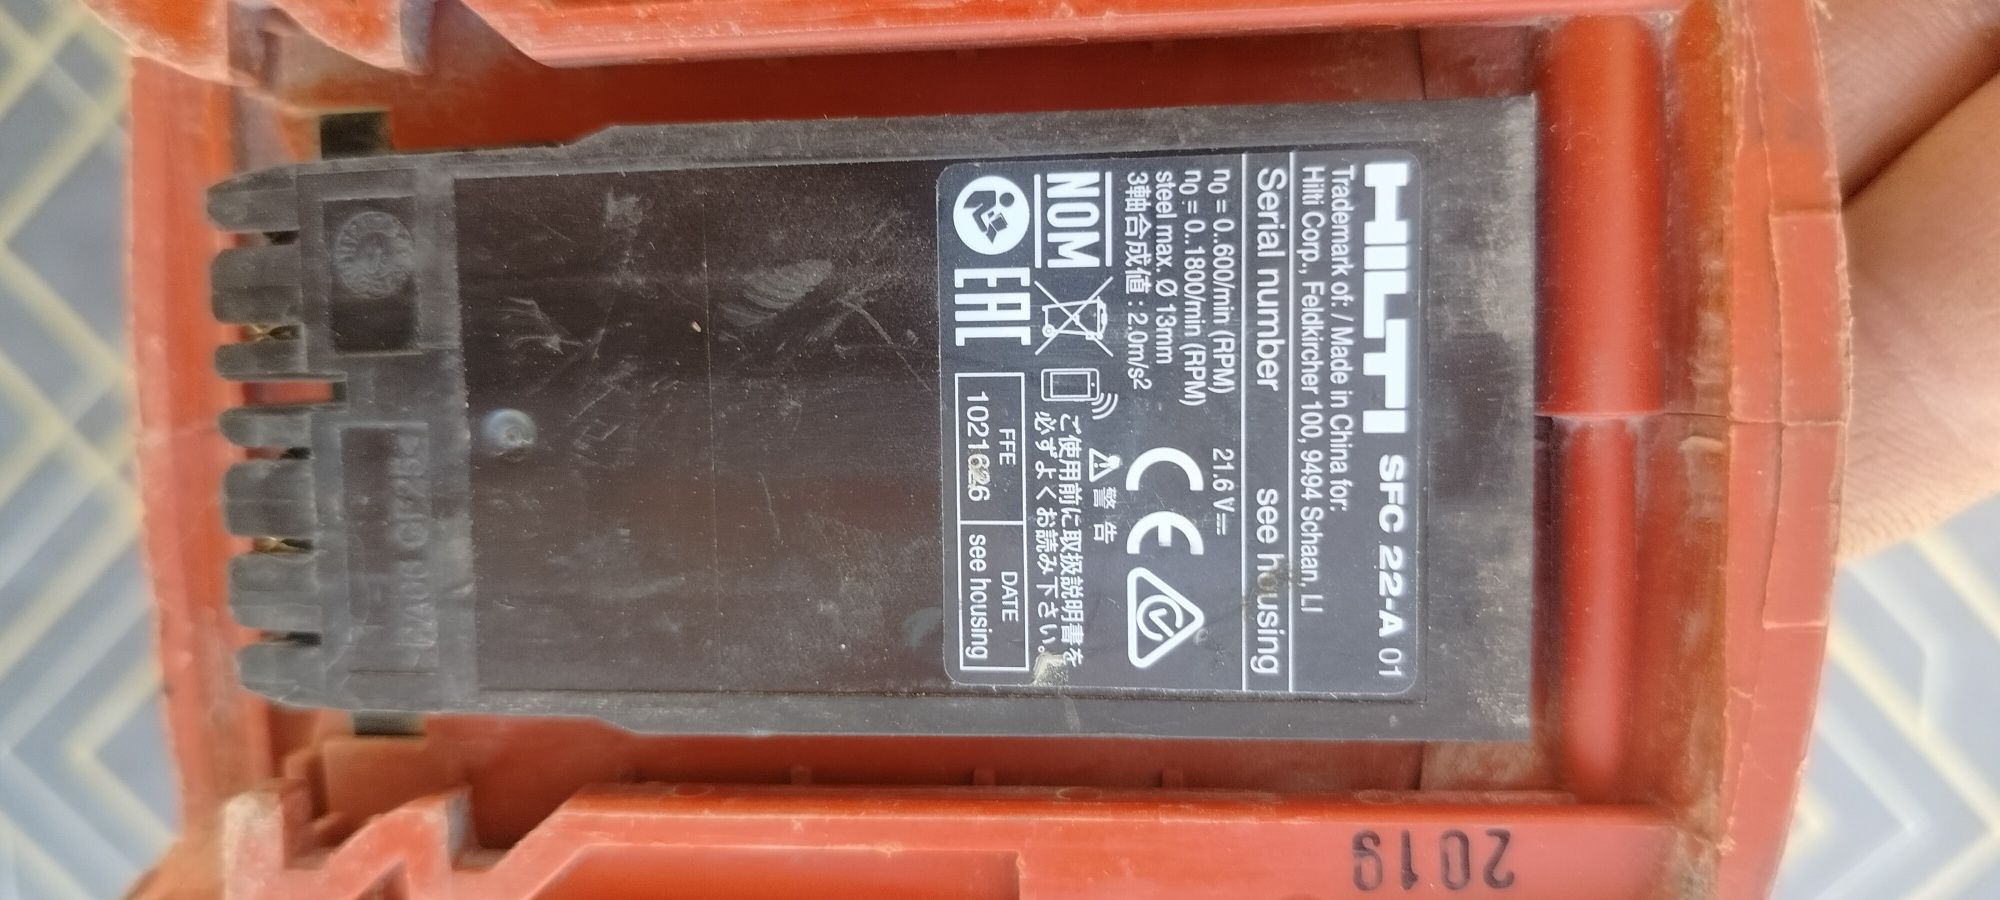 HILTI SFC 22-A 01
Trademark of: / Made in China for:
Hilti Corp., Feldkircher 100, 9494 Schaan, LI
Serial number see housing
n0 = 0..600/min (RPM) 21.6 V
n0 = 0..1800/min (RPM)
steel max. Ø 13mm
3軸合成値 : 2.0m/s²
CE
警告
NOM
ご使用前に取扱説明書を
必ずよくお読み下さい。
EAC
FFE DATE
1021626 see housing
2019